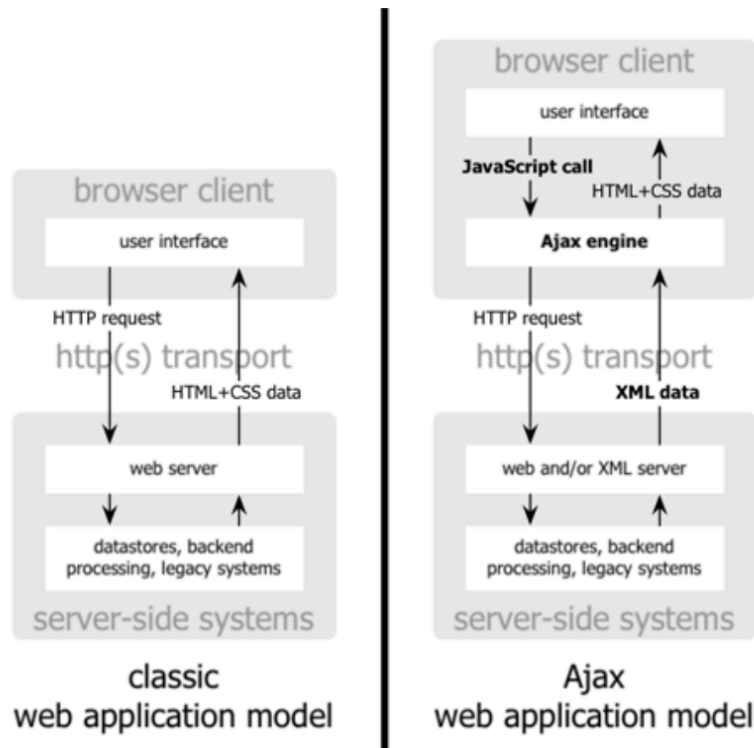 browser client
user interface
HTTP request
http(s) transport
HTML+CSS data
web server
datastores, backend
processing, legacy systems
server-side systems
classic
web application model
browser client
user interface
JavaScript call
HTML+CSS data
Ajax engine
HTTP request
http(s) transport
XML data
web and/or XML server
datastores, backend
processing, legacy systems
server-side systems
Ajax
web application model